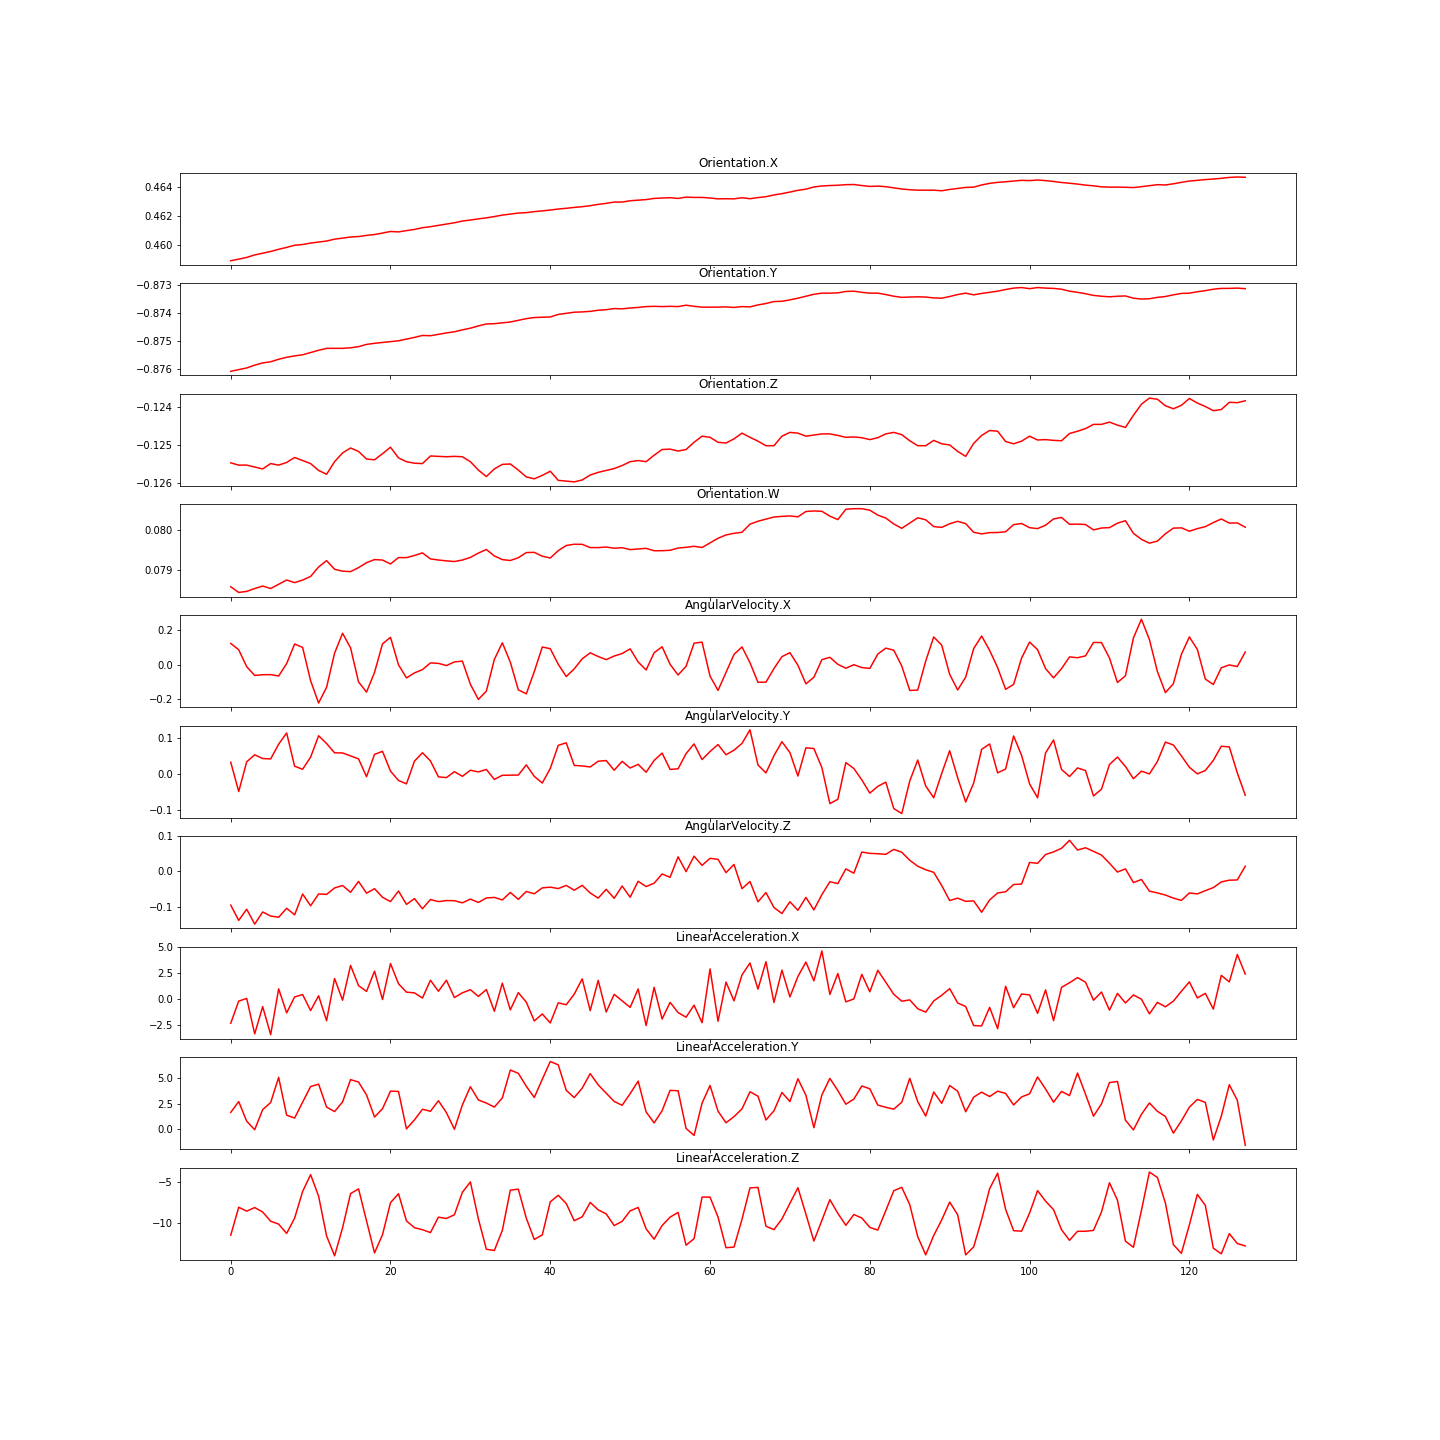 Orientation.X
0.464
0.462
0.460
Orientation.Y
−0.873
−0.874
−0.875
−0.876
Orientation.Z
−0.124
−0.125
−0.126
Orientation.W
0.080
0.079
AngularVelocity.X
0.2
0.0
−0.2
AngularVelocity.Y
0.1
0.0
−0.1
AngularVelocity.Z
0.1
0.0
−0.1
LinearAcceleration.X
5.0
2.5
0.0
−2.5
LinearAcceleration.Y
5.0
2.5
0.0
LinearAcceleration.Z
−5
−10
0 20 40 60 80 100 120